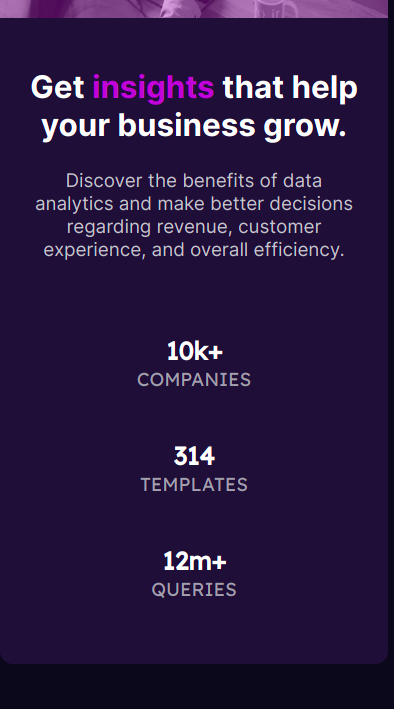 Get insights that help
your business grow.
Discover the benefits of data
analytics and make better decisions
regarding revenue, customer
experience, and overall efficiency.
10k+
COMPANIES
314
TEMPLATES
12m+
QUERIES